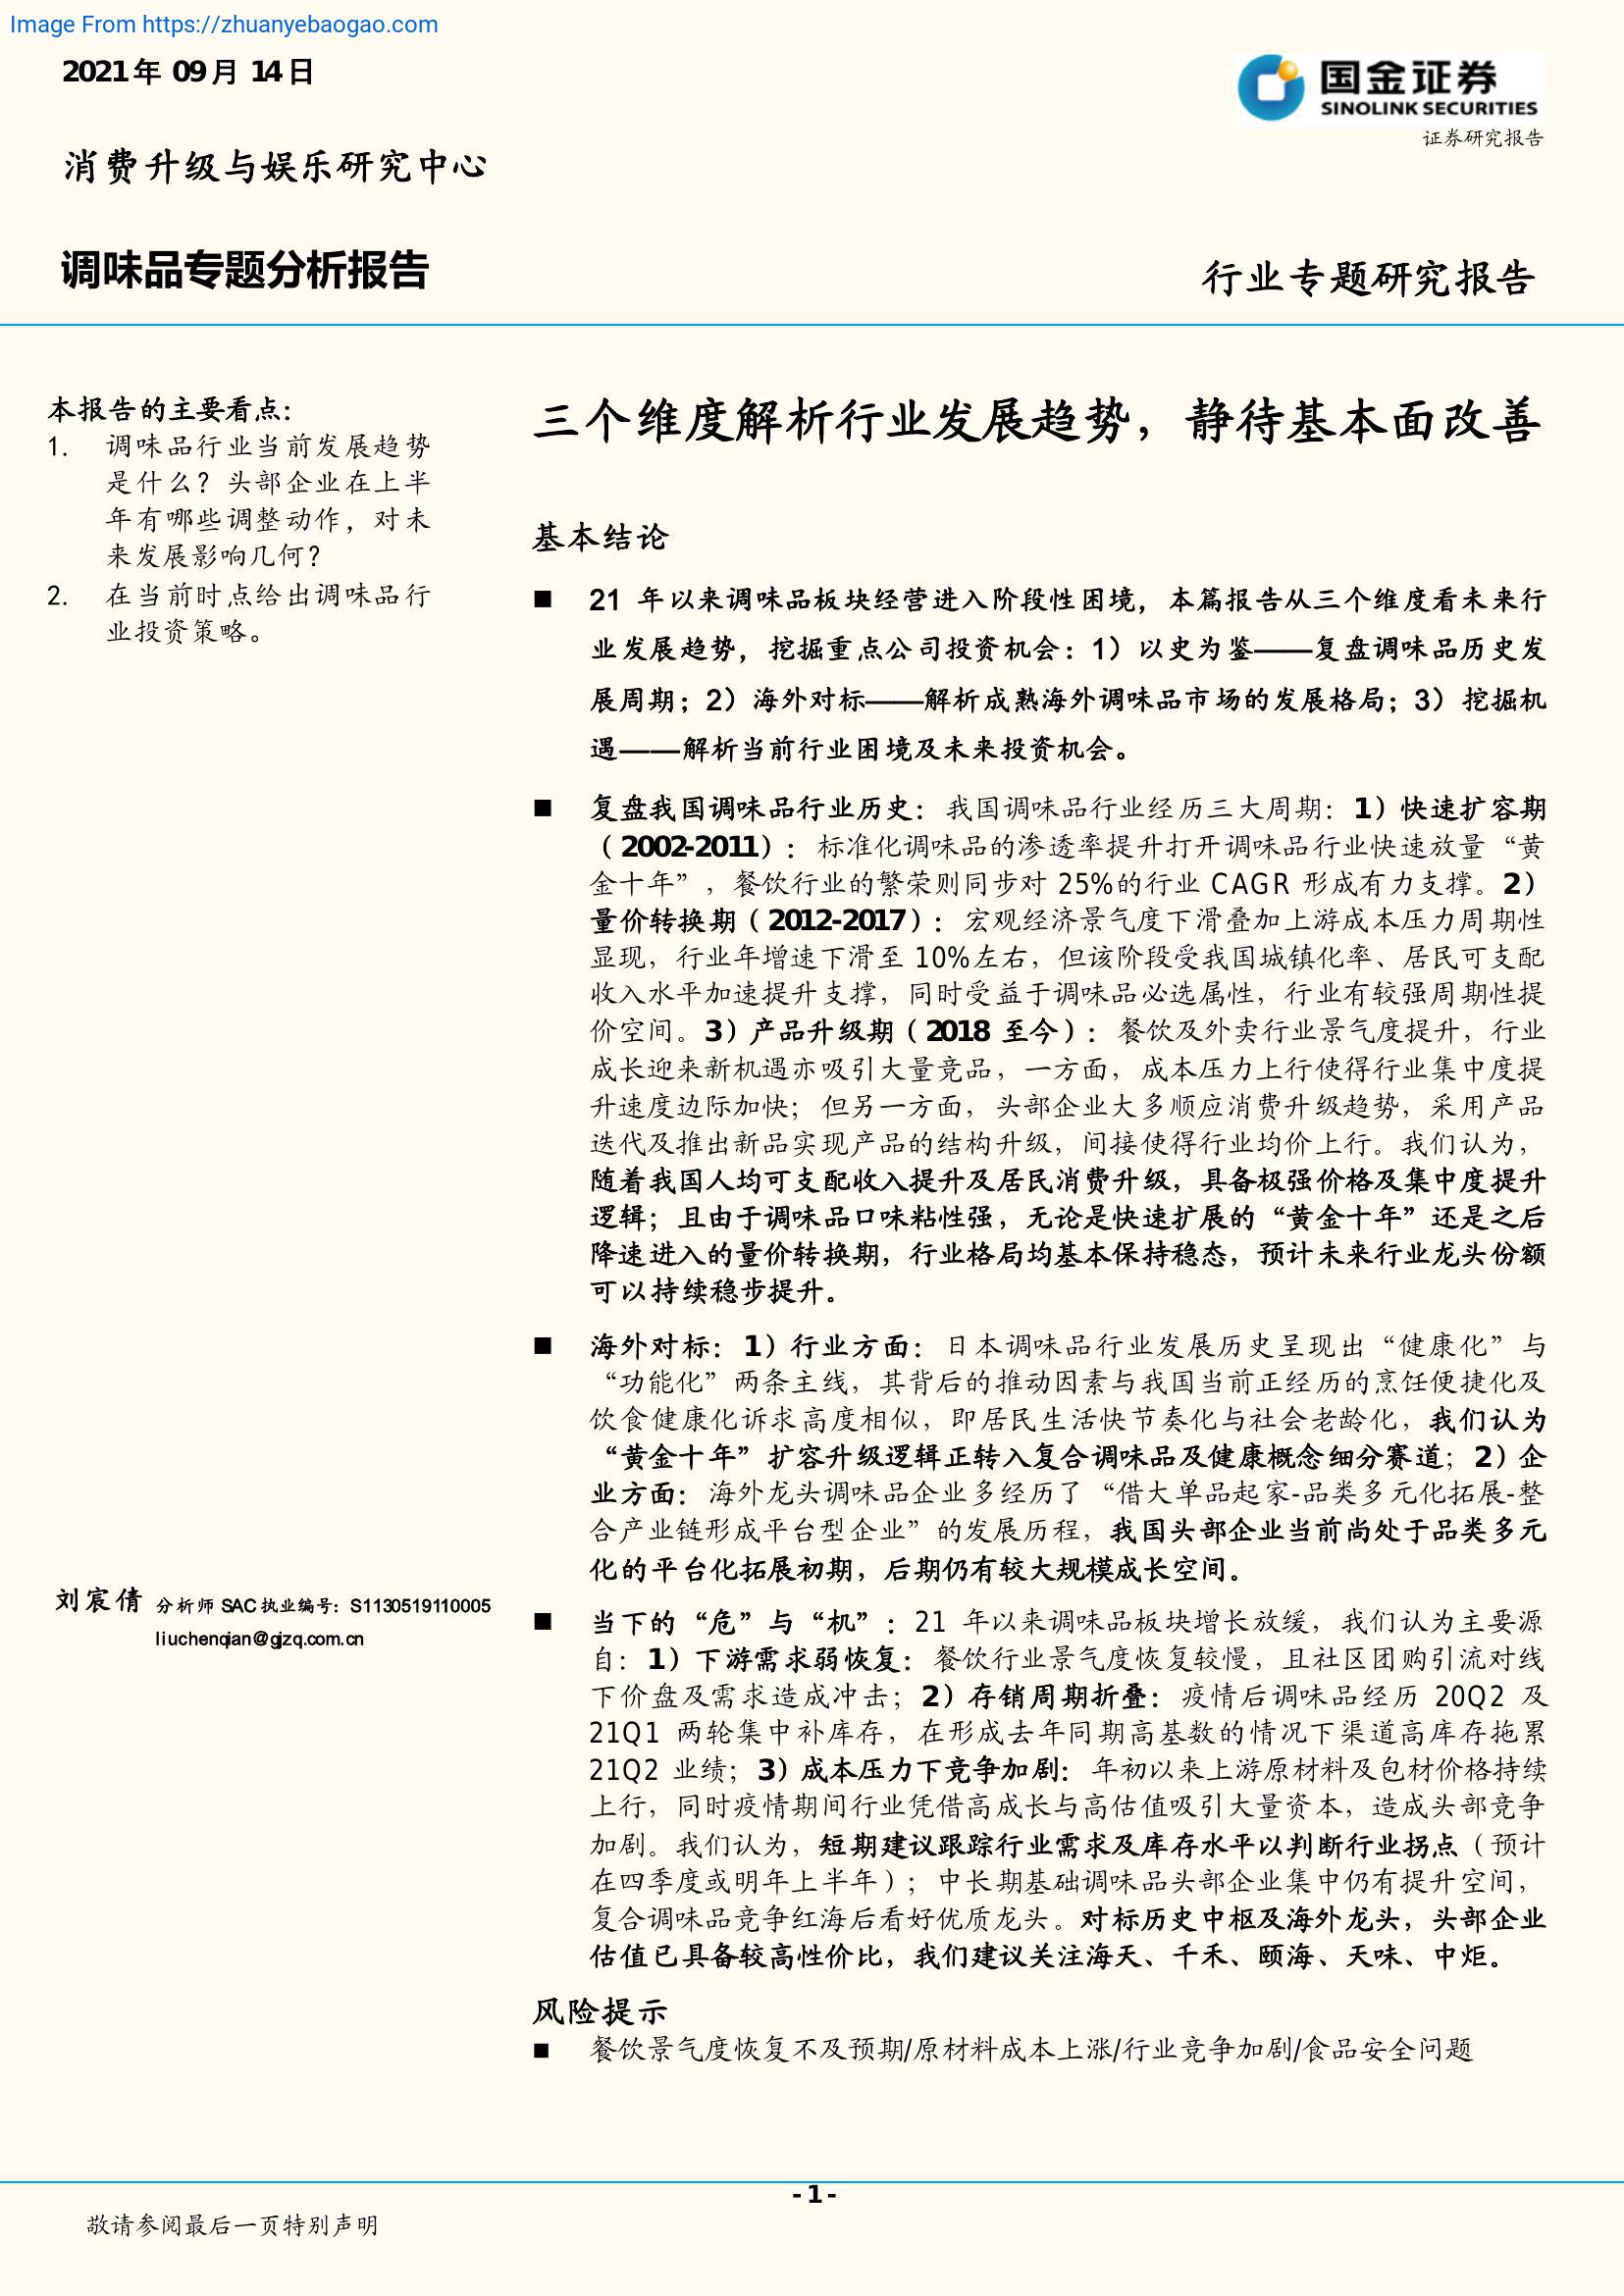 Image From https://zhuanyebaogao.com
2021年 09月 14日
国金证券
SINOLINK SECURITIES
证券研究报告
消费升级与娱乐研究中心
调味品专题分析报告
行业专题研究报告
本报告的主要看点：
1. 调味品行业当前发展趋势
是什么？头部企业在上半
年有哪些调整动作，对未
来发展影响几何？
2. 在当前时点给出调味品行
业投资策略。
刘宸倩 分析师 SAC执业编号：S1130519110005
liuchenqian@gjzq.com.cn
三个维度解析行业发展趋势，静待基本面改善
基本结论
■ 21 年以来调味品板块经营进入阶段性困境，本篇报告从三个维度看未来行
业发展趋势，挖掘重点公司投资机会：1）以史为鉴——复盘调味品历史发
展周期；2）海外对标——解析成熟海外调味品市场的发展格局；3）挖掘机
遇——解析当前行业困境及未来投资机会。
■ 复盘我国调味品行业历史：我国调味品行业经历三大周期：1）快速扩容期
（2002-2011）：标准化调味品的渗透率提升打开调味品行业快速放量“黄
金十年”，餐饮行业的繁荣则同步对 25%的行业 CAGR 形成有力支撑。2）
量价转换期（2012-2017）：宏观经济景气度下滑叠加上游成本压力周期性
显现，行业年增速下滑至 10%左右，但该阶段受我国城镇化率、居民可支配
收入水平加速提升支撑，同时受益于调味品必选属性，行业有较强周期性提
价空间。3）产品升级期（2018 至今）：餐饮及外卖行业景气度提升，行业
成长迎来新机遇亦吸引大量竞品，一方面，成本压力上行使得行业集中度提
升速度边际加快；但另一方面，头部企业大多顺应消费升级趋势，采用产品
迭代及推出新品实现产品的结构升级，间接使得行业均价上行。我们认为，
随着我国人均可支配收入提升及居民消费升级，具备极强价格及集中度提升
逻辑；且由于调味品口味粘性强，无论是快速扩展的“黄金十年”还是之后
降速进入的量价转换期，行业格局均基本保持稳态，预计未来行业龙头份额
可以持续稳步提升。
■ 海外对标：1）行业方面：日本调味品行业发展历史呈现出“健康化”与
“功能化”两条主线，其背后的推动因素与我国当前正经历的烹饪便捷化及
饮食健康化诉求高度相似，即居民生活快节奏化与社会老龄化，我们认为
“黄金十年”扩容升级逻辑正转入复合调味品及健康概念细分赛道；2）企
业方面：海外龙头调味品企业多经历了“借大单品起家-品类多元化拓展-整
合产业链形成平台型企业”的发展历程，我国头部企业当前尚处于品类多元
化的平台化拓展初期，后期仍有较大规模成长空间。
■ 当下的“危”与“机”：21 年以来调味品板块增长放缓，我们认为主要源
自：1）下游需求弱恢复：餐饮行业景气度恢复较慢，且社区团购引流对线
下价盘及需求造成冲击；2）存销周期折叠：疫情后调味品经历 20Q2 及
21Q1 两轮集中补库存，在形成去年同期高基数的情况下渠道高库存拖累
21Q2 业绩；3）成本压力下竞争加剧：年初以来上游原材料及包材价格持续
上行，同时疫情期间行业凭借高成长与高估值吸引大量资本，造成头部竞争
加剧。我们认为，短期建议跟踪行业需求及库存水平以判断行业拐点（预计
在四季度或明年上半年）；中长期基础调味品头部企业集中仍有提升空间，
复合调味品竞争红海后看好优质龙头。对标历史中枢及海外龙头，头部企业
估值已具备较高性价比，我们建议关注海天、千禾、颐海、天味、中炬。
风险提示
■ 餐饮景气度恢复不及预期/原材料成本上涨/行业竞争加剧/食品安全问题
- 1 -
敬请参阅最后一页特别声明